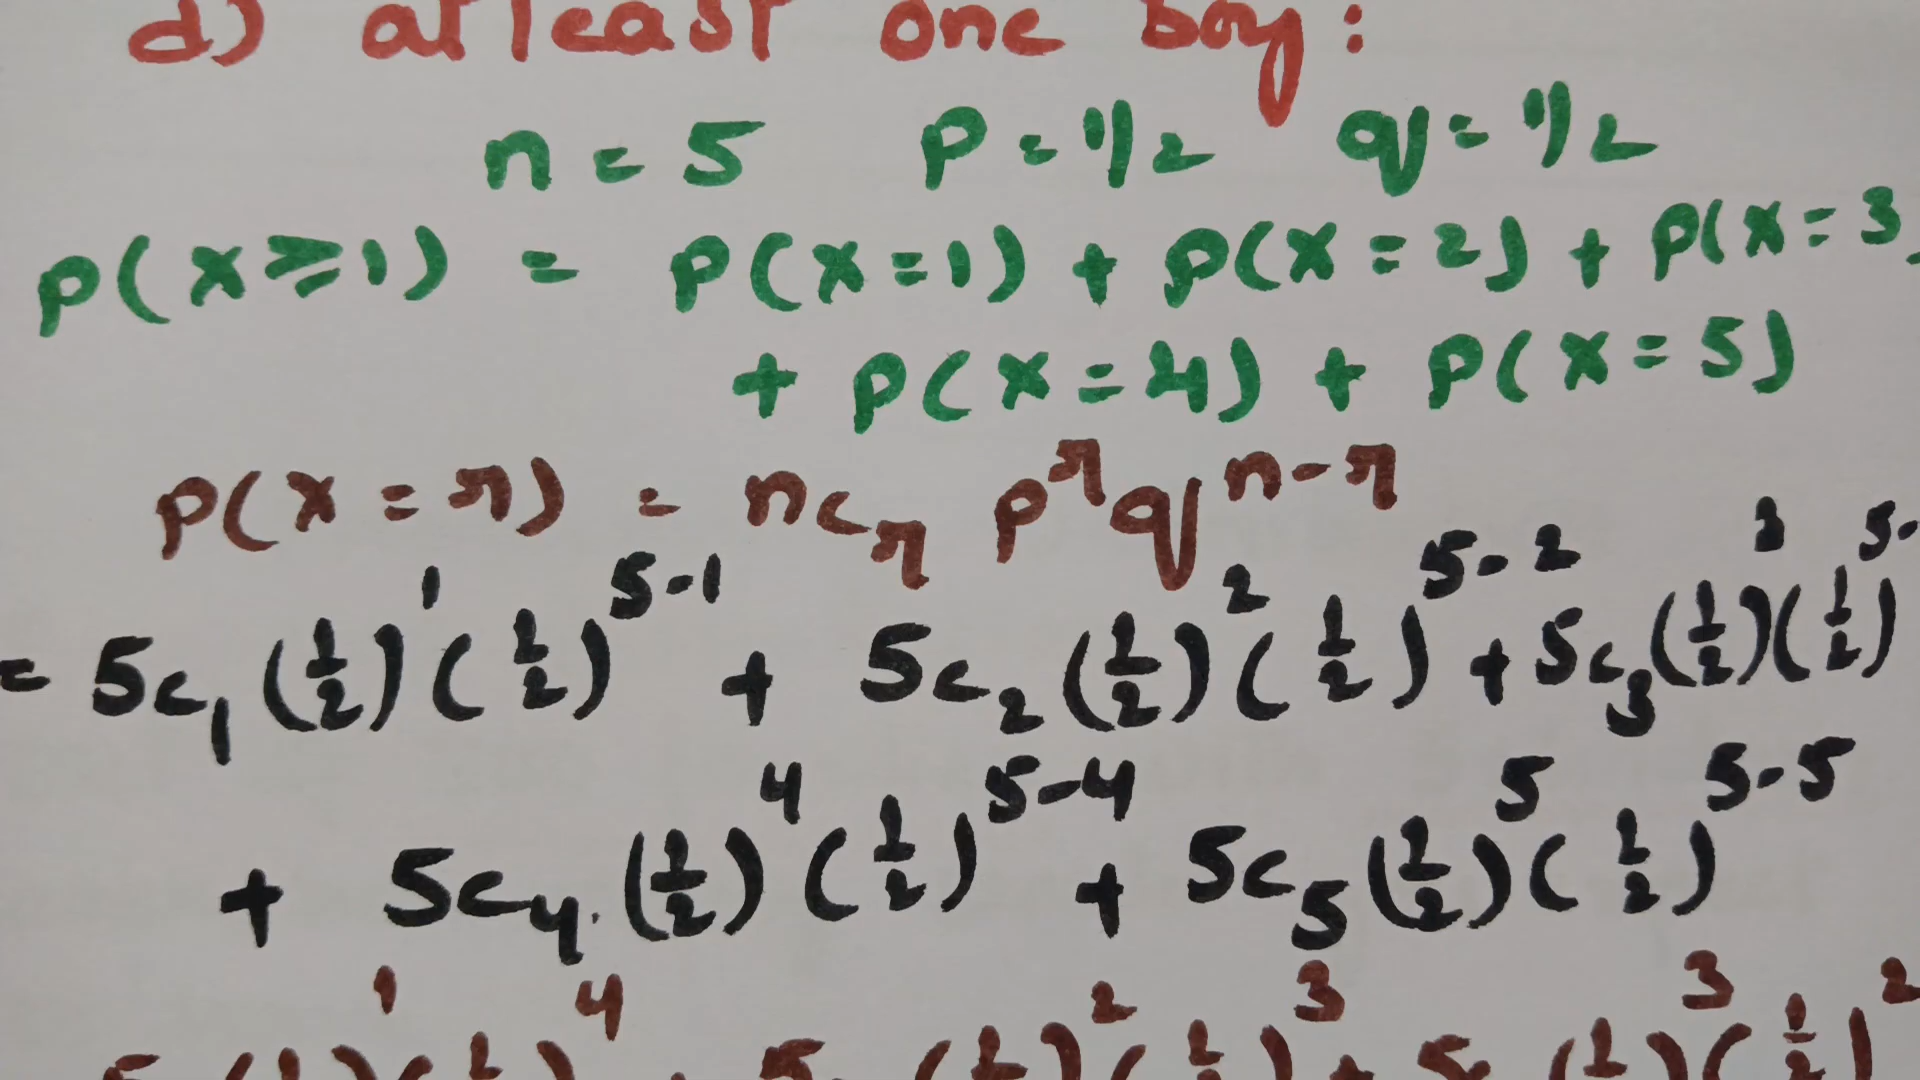 d) atleast one boy:
n = 5 p = 1/2 q = 1/2
p(x≥1) = p(x=1) + p(x=2) + p(x=3
+ p(x=4) + p(x=5)
p(x=r) = ncᵣ pʳqⁿ⁻ʳ
= 5c₁(1/2)¹(1/2)⁵⁻¹ + 5c₂(1/2)²(1/2)⁵⁻² + 5c₃(1/2)³(1/2)⁵⁻
+ 5c₄.(1/2)⁴(1/2)⁵⁻⁴ + 5c₅(1/2)⁵(1/2)⁵⁻⁵